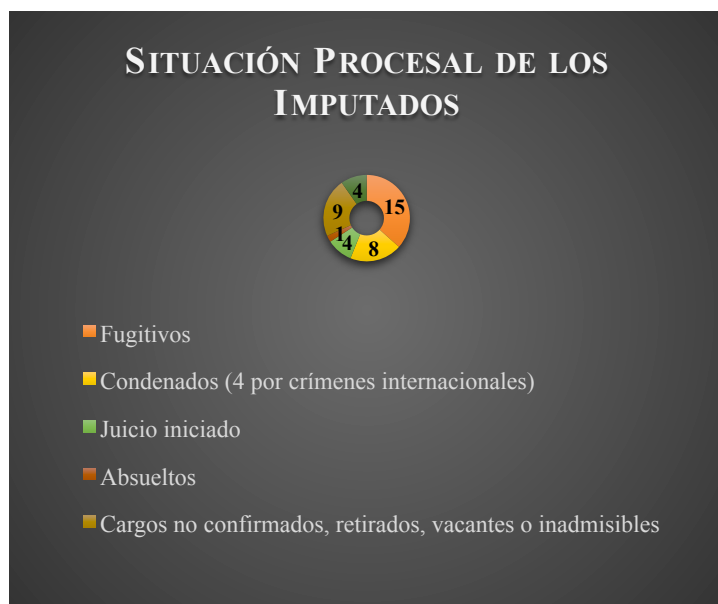 SITUACIÓN PROCESAL DE LOS
IMPUTADOS
4
15
9
1
4
8
Fugitivos
Condenados (4 por crímenes internacionales)
Juicio iniciado
Absueltos
Cargos no confirmados, retirados, vacantes o inadmisibles